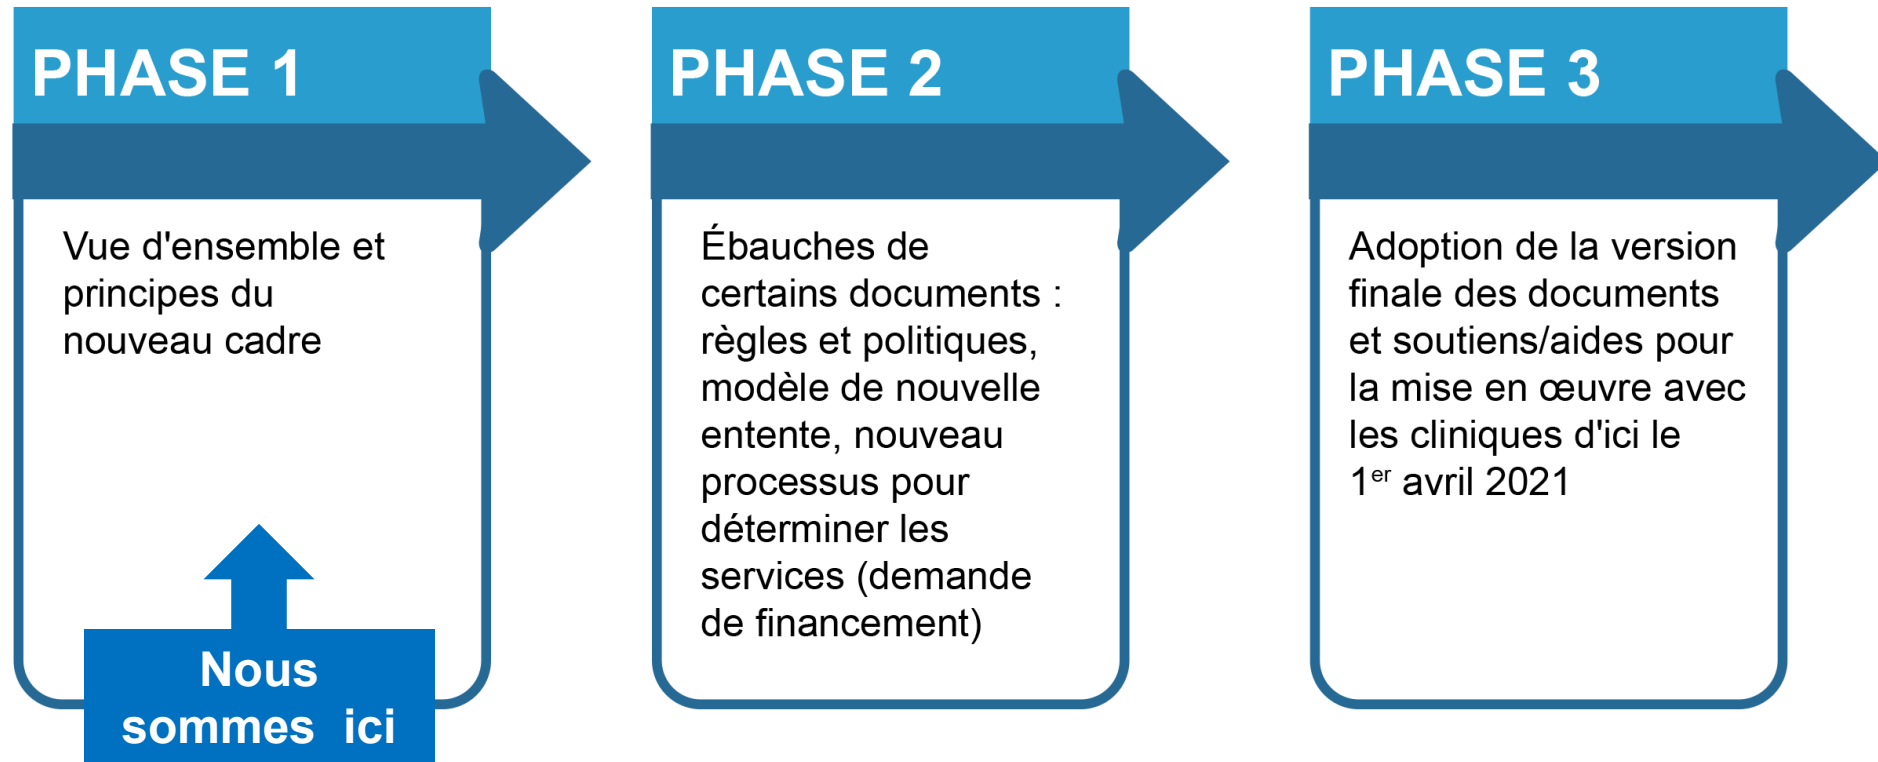 PHASE 1
Vue d'ensemble et
principes du
nouveau cadre
Nous
sommes ici
PHASE 2
Ébauches de
certains documents :
règles et politiques,
modèle de nouvelle
entente, nouveau
processus pour
déterminer les
services (demande
de financement)
PHASE 3
Adoption de la version
finale des documents
et soutiens/aides pour
la mise en œuvre avec
les cliniques d'ici le
1er avril 2021